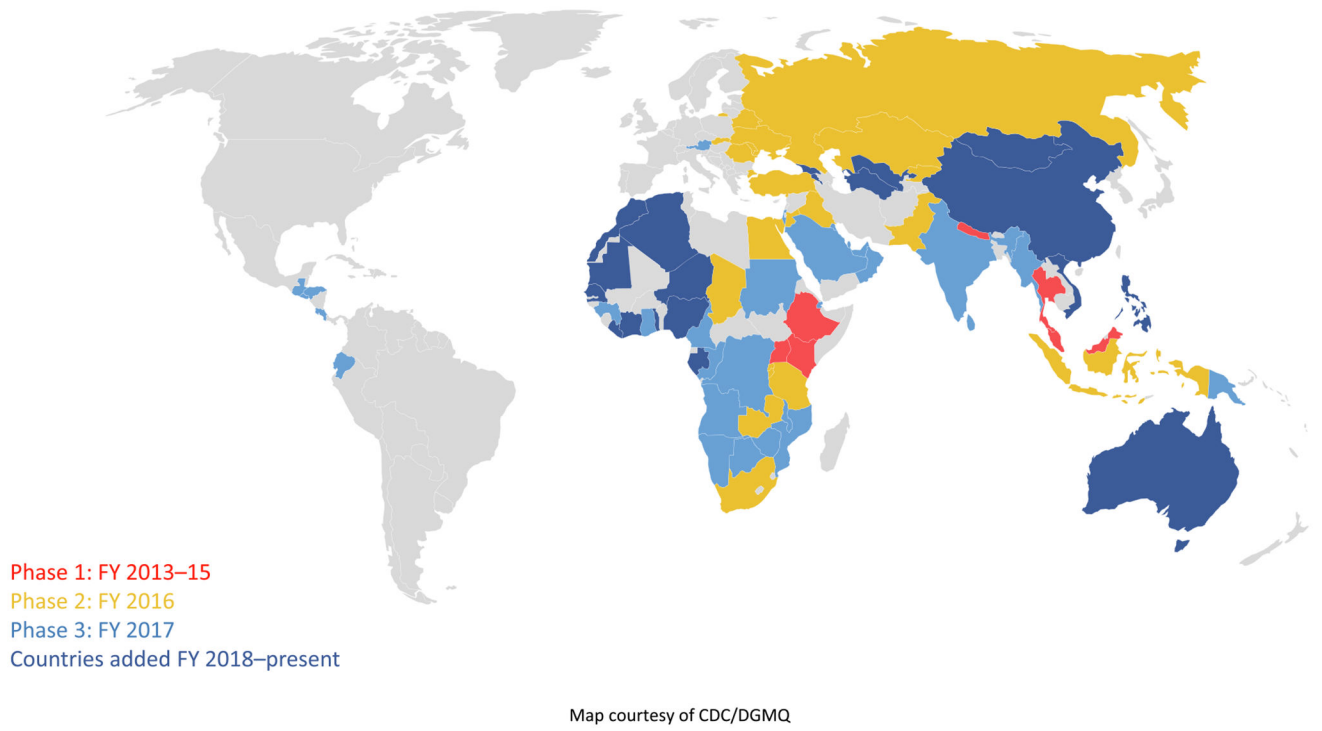 Phase 1: FY 2013–15
Phase 2: FY 2016
Phase 3: FY 2017
Countries added FY 2018–present
Map courtesy of CDC/DGMQ